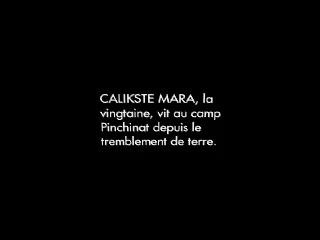 CALIKSTE MARA, la
vingtaine, vit au camp
Pinchinat depuis le
tremblement de terre.